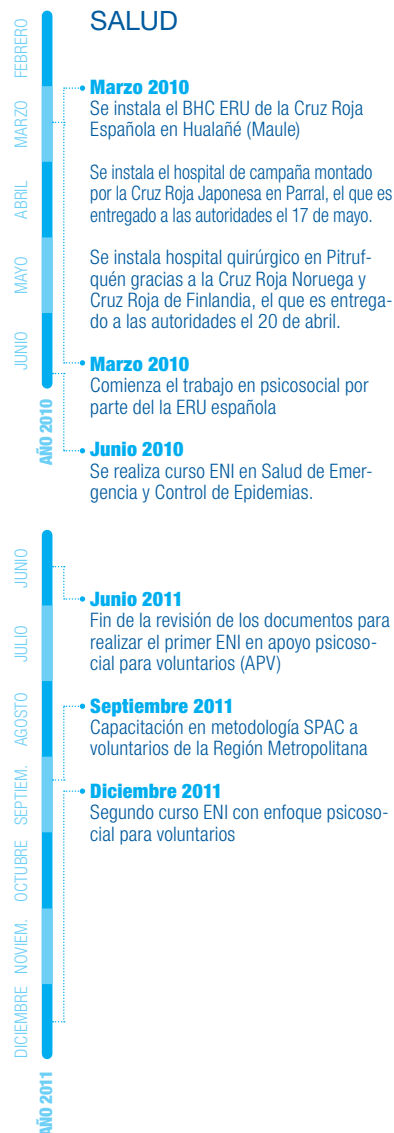 SALUD
FEBRERO
MARZO
ABRIL
MAYO
JUNIO
AÑO 2010
Marzo 2010
Se instala el BHC ERU de la Cruz Roja
Española en Hualañé (Maule)
Se instala el hospital de campaña montado
por la Cruz Roja Japonesa en Parral, el que es
entregado a las autoridades el 17 de mayo.
Se instala hospital quirúrgico en Pitruf-
quén gracias a la Cruz Roja Noruega y
Cruz Roja de Finlandia, el que es entrega-
do a las autoridades el 20 de abril.
Marzo 2010
Comienza el trabajo en psicosocial por
parte del la ERU española
Junio 2010
Se realiza curso ENI en Salud de Emer-
gencia y Control de Epidemias.
JUNIO
JULIO
AGOSTO
SEPTIEM.
OCTUBRE
NOVIEM.
DICIEMBRE
AÑO 2011
Junio 2011
Fin de la revisión de los documentos para
realizar el primer ENI en apoyo psicoso-
cial para voluntarios (APV)
Septiembre 2011
Capacitación en metodología SPAC a
voluntarios de la Región Metropolitana
Diciembre 2011
Segundo curso ENI con enfoque psicoso-
cial para voluntarios